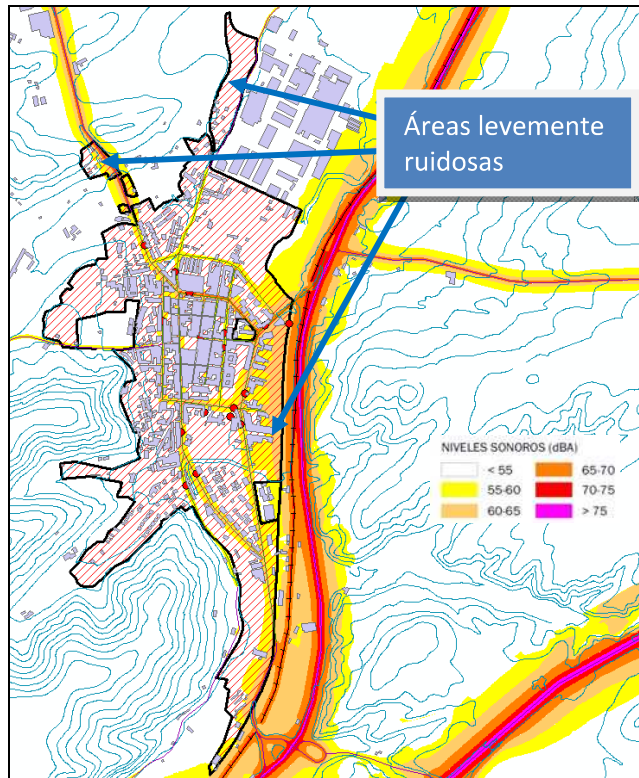 Áreas levemente
ruidosas
NIVELES SONOROS (dBA)
< 55
65-70
55-60
70-75
60-65
> 75